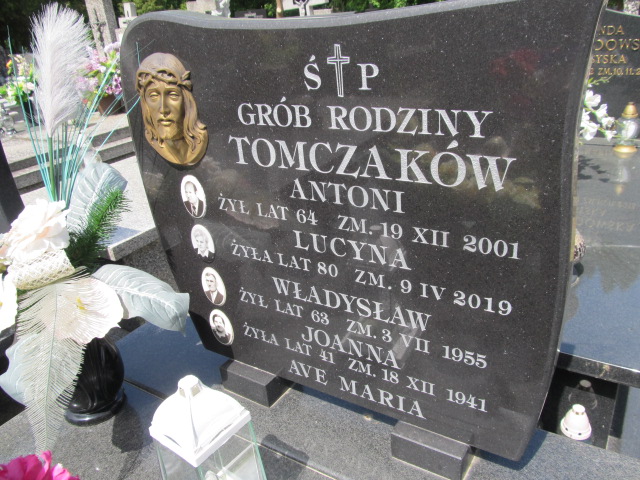 Ś P
GRÓB RODZINY
TOMCZAKÓW
ANTONI
ŻYŁ LAT 64 ZM. 19 XII 2001
LUCYNA
ŻYŁA LAT 80 ZM. 9 IV 2019
WŁADYSŁAW
ŻYŁ LAT 63 ZM. 3 VII 1955
JOANNA
ŻYŁA LAT 41 ZM. 18 XII 1941
AVE MARIA